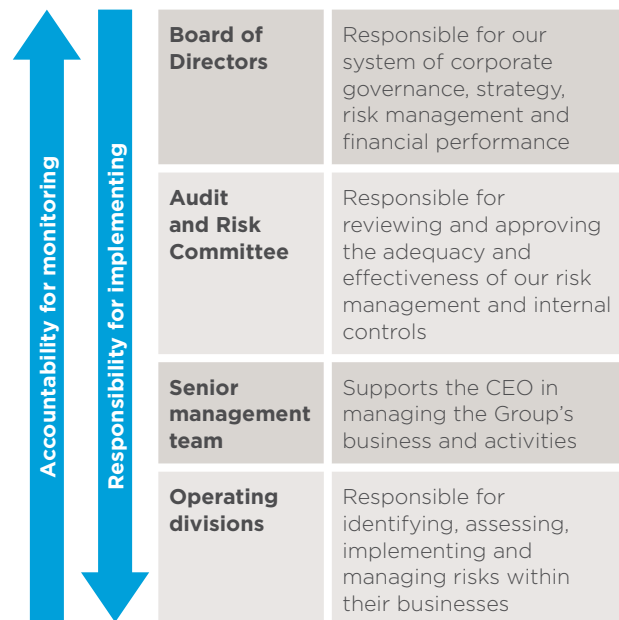 Accountability for monitoring
Responsibility for implementing
Board of
Directors
Responsible for our
system of corporate
governance, strategy,
risk management and
financial performance
Audit
and Risk
Committee
Responsible for
reviewing and approving
the adequacy and
effectiveness of our risk
management and internal
controls
Senior
management
team
Supports the CEO in
managing the Group’s
business and activities
Operating
divisions
Responsible for
identifying, assessing,
implementing and
managing risks within
their businesses